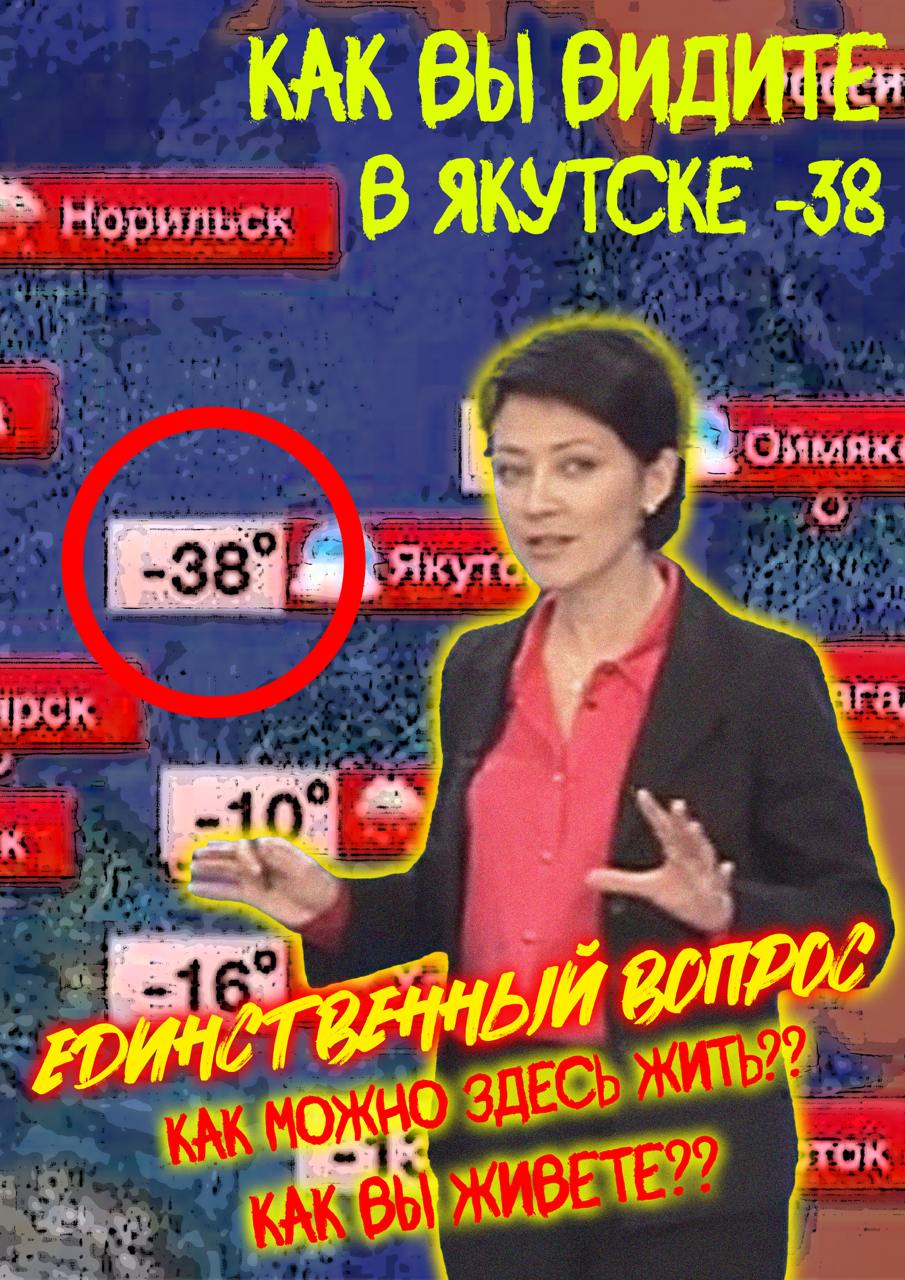 КАК ВЫ ВИДИТЕ
В ЯКУТСКЕ -38
Норильск
-38°
-10°
-16°
ЕДИНСТВЕННЫЙ ВОПРОС
КАК МОЖНО ЗДЕСЬ ЖИТЬ??
КАК ВЫ ЖИВЕТЕ??